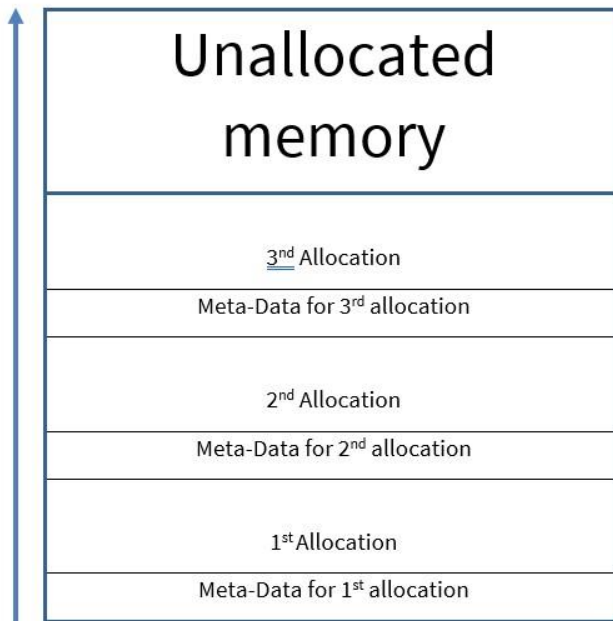 Unallocated
memory
3nd Allocation
Meta-Data for 3rd allocation
2nd Allocation
Meta-Data for 2nd allocation
1st Allocation
Meta-Data for 1st allocation